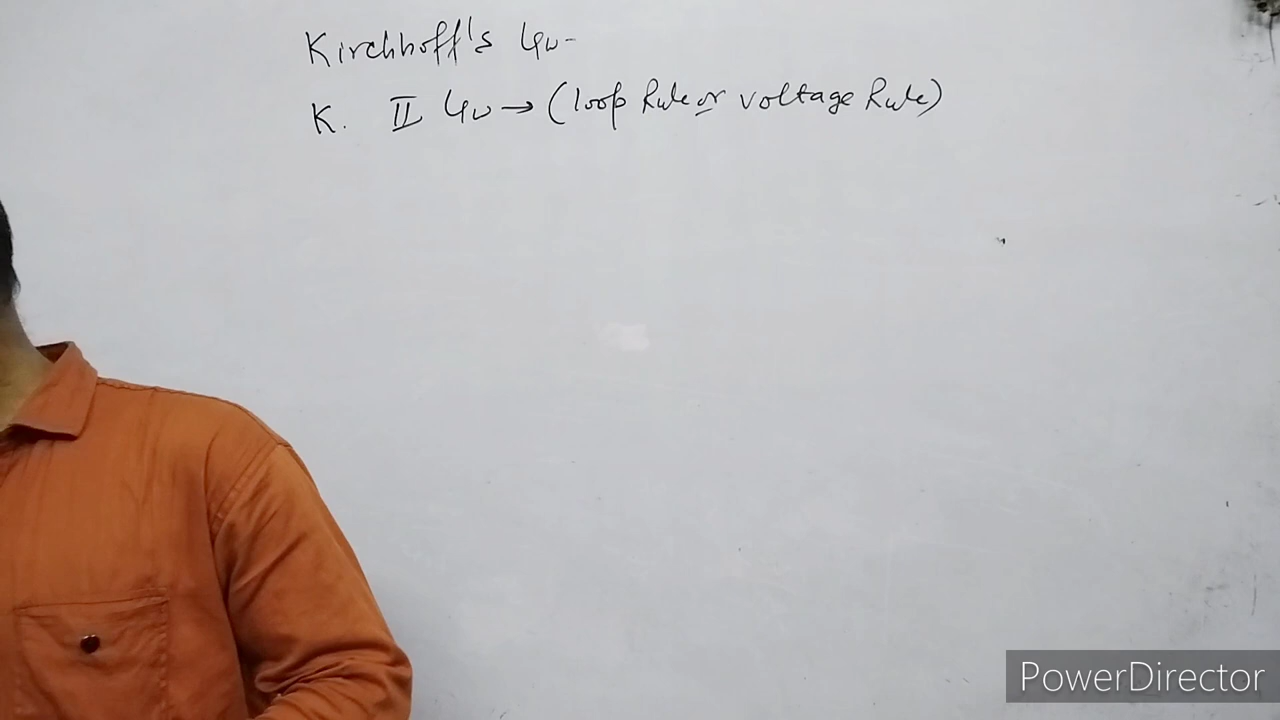 Kirchhoff's Law-
K. II Law → (loop Rule or voltage Rule)
PowerDirector